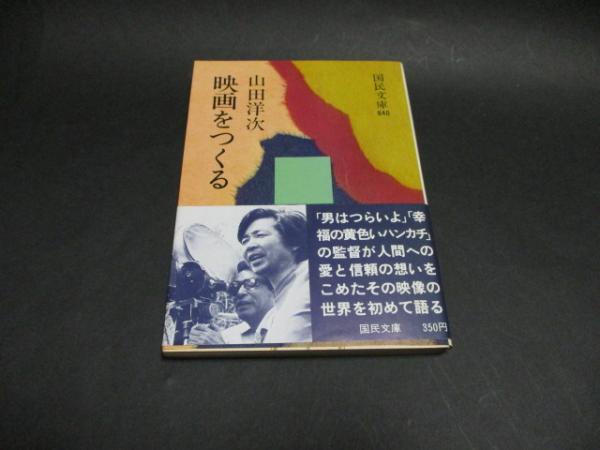 国民文庫
840
山田洋次
映画をつくる
「男はつらいよ」「幸
福の黄色いハンカチ」
の監督が人間への
愛と信頼の想いを
こめたその映像の
世界を初めて語る
国民文庫 350円